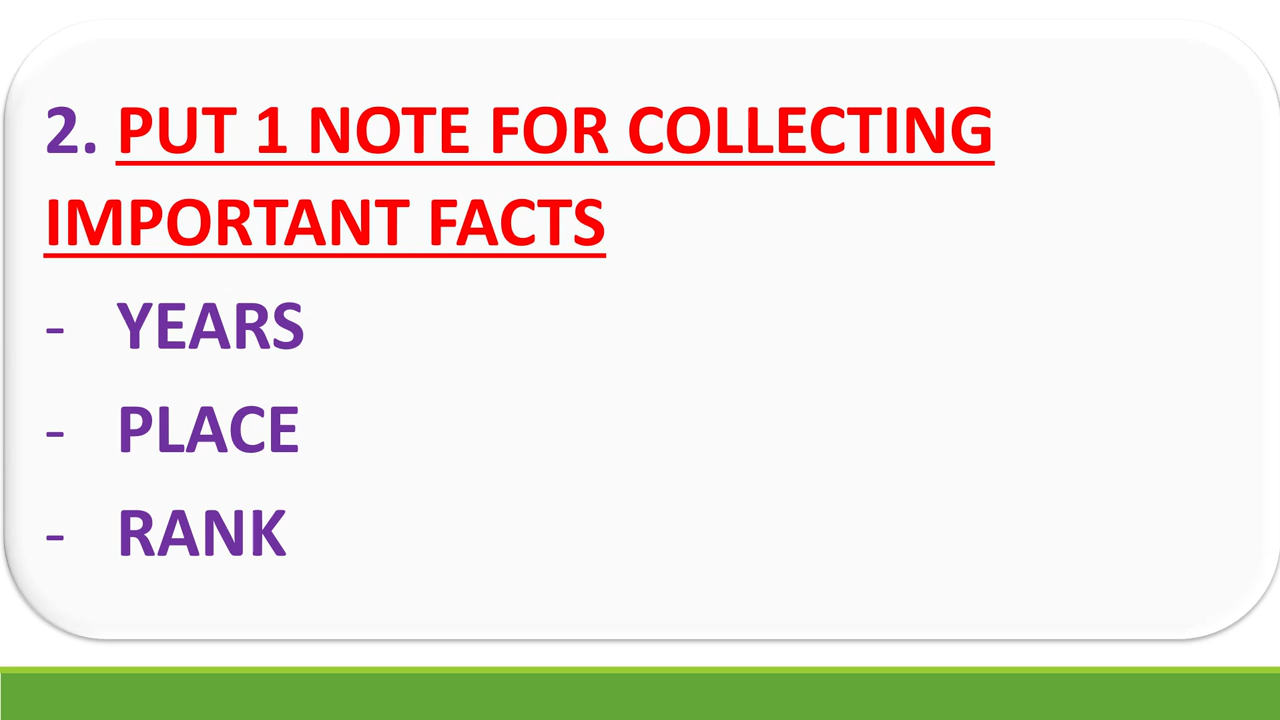 2. PUT 1 NOTE FOR COLLECTING
IMPORTANT FACTS
- YEARS
- PLACE
- RANK